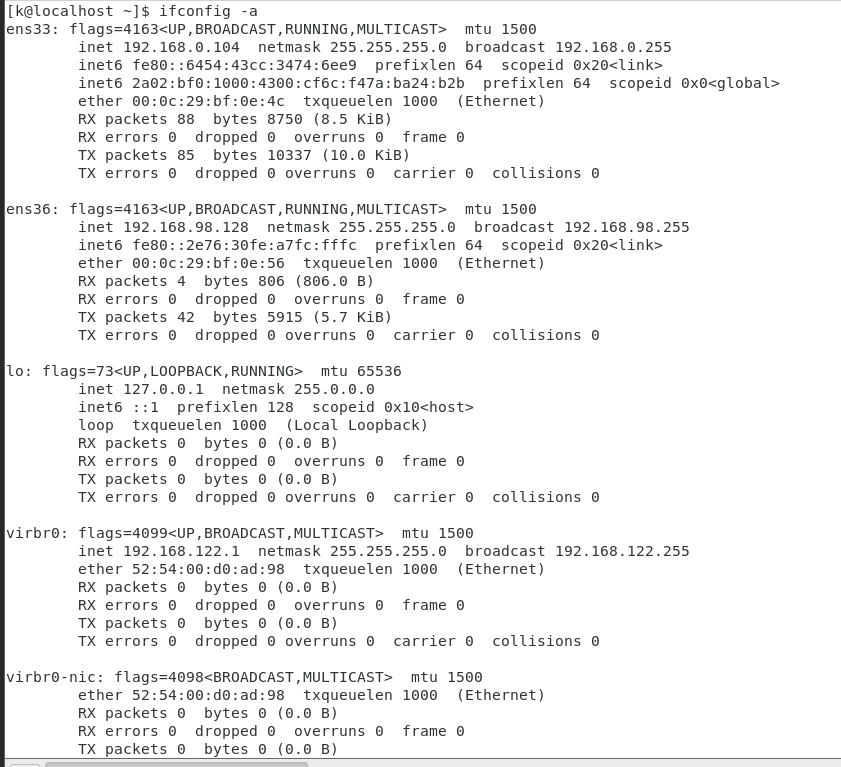 [k@localhost ~]$ ifconfig -a
ens33: flags=4163<UP,BROADCAST,RUNNING,MULTICAST>  mtu 1500
        inet 192.168.0.104  netmask 255.255.255.0  broadcast 192.168.0.255
        inet6 fe80::6454:43cc:3474:6ee9  prefixlen 64  scopeid 0x20<link>
        inet6 2a02:bf0:1000:4300:cf6c:f47a:ba24:b2b  prefixlen 64  scopeid 0x0<global>
        ether 00:0c:29:bf:0e:4c  txqueuelen 1000  (Ethernet)
        RX packets 88  bytes 8750 (8.5 KiB)
        RX errors 0  dropped 0  overruns 0  frame 0
        TX packets 85  bytes 10337 (10.0 KiB)
        TX errors 0  dropped 0 overruns 0  carrier 0  collisions 0

ens36: flags=4163<UP,BROADCAST,RUNNING,MULTICAST>  mtu 1500
        inet 192.168.98.128  netmask 255.255.255.0  broadcast 192.168.98.255
        inet6 fe80::2e76:30fe:a7fc:fffc  prefixlen 64  scopeid 0x20<link>
        ether 00:0c:29:bf:0e:56  txqueuelen 1000  (Ethernet)
        RX packets 4  bytes 806 (806.0 B)
        RX errors 0  dropped 0  overruns 0  frame 0
        TX packets 42  bytes 5915 (5.7 KiB)
        TX errors 0  dropped 0 overruns 0  carrier 0  collisions 0

lo: flags=73<UP,LOOPBACK,RUNNING>  mtu 65536
        inet 127.0.0.1  netmask 255.0.0.0
        inet6 ::1  prefixlen 128  scopeid 0x10<host>
        loop  txqueuelen 1000  (Local Loopback)
        RX packets 0  bytes 0 (0.0 B)
        RX errors 0  dropped 0  overruns 0  frame 0
        TX packets 0  bytes 0 (0.0 B)
        TX errors 0  dropped 0 overruns 0  carrier 0  collisions 0

virbr0: flags=4099<UP,BROADCAST,MULTICAST>  mtu 1500
        inet 192.168.122.1  netmask 255.255.255.0  broadcast 192.168.122.255
        ether 52:54:00:d0:ad:98  txqueuelen 1000  (Ethernet)
        RX packets 0  bytes 0 (0.0 B)
        RX errors 0  dropped 0  overruns 0  frame 0
        TX packets 0  bytes 0 (0.0 B)
        TX errors 0  dropped 0 overruns 0  carrier 0  collisions 0

virbr0-nic: flags=4098<BROADCAST,MULTICAST>  mtu 1500
        ether 52:54:00:d0:ad:98  txqueuelen 1000  (Ethernet)
        RX packets 0  bytes 0 (0.0 B)
        RX errors 0  dropped 0  overruns 0  frame 0
        TX packets 0  bytes 0 (0.0 B)